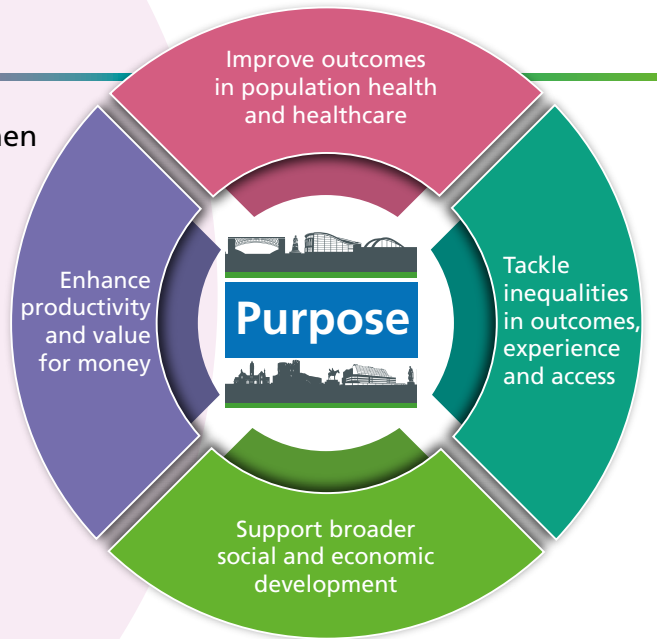 Improve outcomes
in population health
and healthcare
Enhance
productivity
and value
for money
Purpose
Tackle
inequalities
in outcomes,
experience
and access
Support broader
social and economic
development